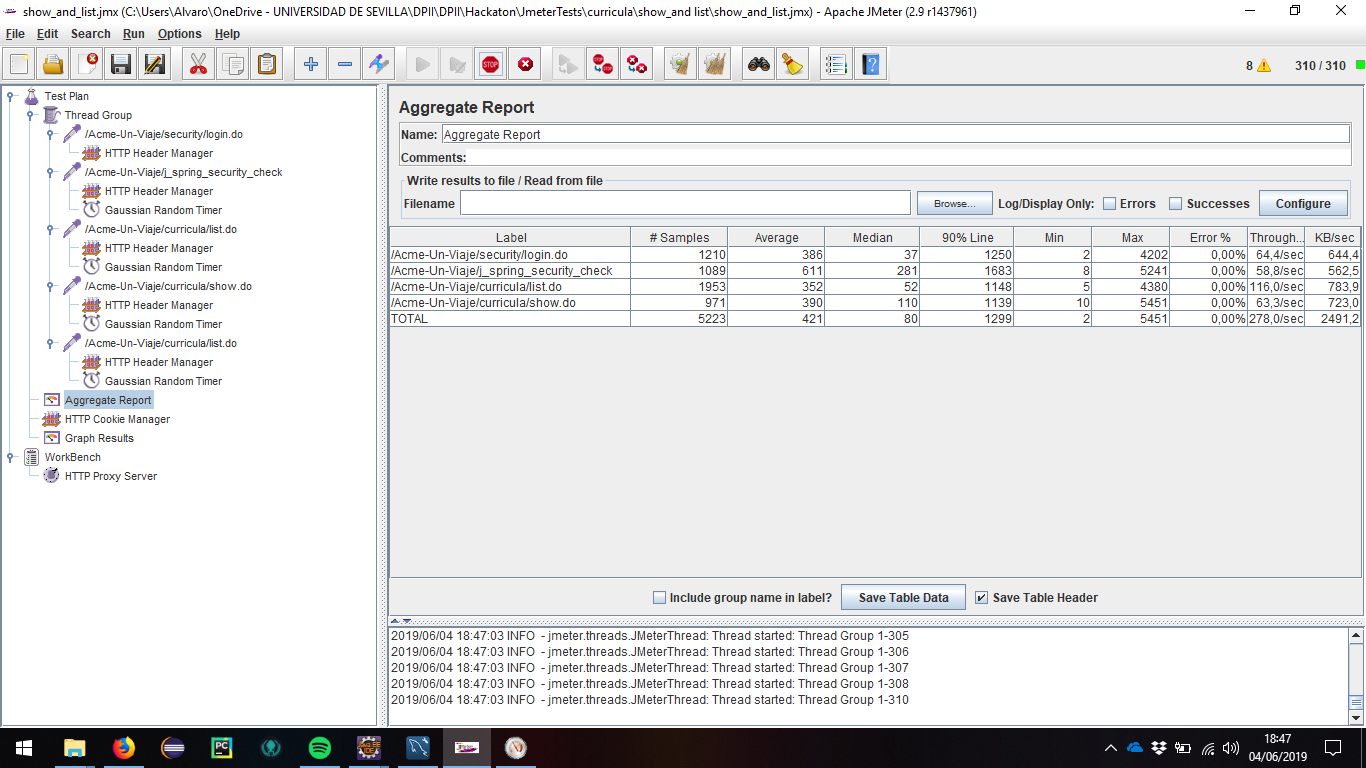 show_and_list.jmx (C:\Users\Alvaro\OneDrive - UNIVERSIDAD DE SEVILLA\DPII\DPII\Hackaton\JmeterTests\curricula\show_and list\show_and_list.jmx) - Apache JMeter (2.9 r1437961)
File Edit Search Run Options Help
8 310 / 310
Test Plan
Thread Group
/Acme-Un-Viaje/security/login.do
HTTP Header Manager
/Acme-Un-Viaje/j_spring_security_check
HTTP Header Manager
Gaussian Random Timer
/Acme-Un-Viaje/curricula/list.do
HTTP Header Manager
Gaussian Random Timer
/Acme-Un-Viaje/curricula/show.do
HTTP Header Manager
Gaussian Random Timer
/Acme-Un-Viaje/curricula/list.do
HTTP Header Manager
Gaussian Random Timer
Aggregate Report
HTTP Cookie Manager
Graph Results
WorkBench
HTTP Proxy Server
Aggregate Report
Name: Aggregate Report
Comments:
Write results to file / Read from file
Filename Browse... Log/Display Only: Errors Successes Configure
Label # Samples Average Median 90% Line Min Max Error % Through... KB/sec
/Acme-Un-Viaje/security/login.do 1210 386 37 1250 2 4202 0,00% 64,4/sec 644,4
/Acme-Un-Viaje/j_spring_security_check 1089 611 281 1683 8 5241 0,00% 58,8/sec 562,5
/Acme-Un-Viaje/curricula/list.do 1953 352 52 1148 5 4380 0,00% 116,0/sec 783,9
/Acme-Un-Viaje/curricula/show.do 971 390 110 1139 10 5451 0,00% 63,3/sec 723,0
TOTAL 5223 421 80 1299 2 5451 0,00% 278,0/sec 2491,2
Include group name in label? Save Table Data Save Table Header
2019/06/04 18:47:03 INFO - jmeter.threads.JMeterThread: Thread started: Thread Group 1-305
2019/06/04 18:47:03 INFO - jmeter.threads.JMeterThread: Thread started: Thread Group 1-306
2019/06/04 18:47:03 INFO - jmeter.threads.JMeterThread: Thread started: Thread Group 1-307
2019/06/04 18:47:03 INFO - jmeter.threads.JMeterThread: Thread started: Thread Group 1-308
2019/06/04 18:47:03 INFO - jmeter.threads.JMeterThread: Thread started: Thread Group 1-310
18:47
04/06/2019